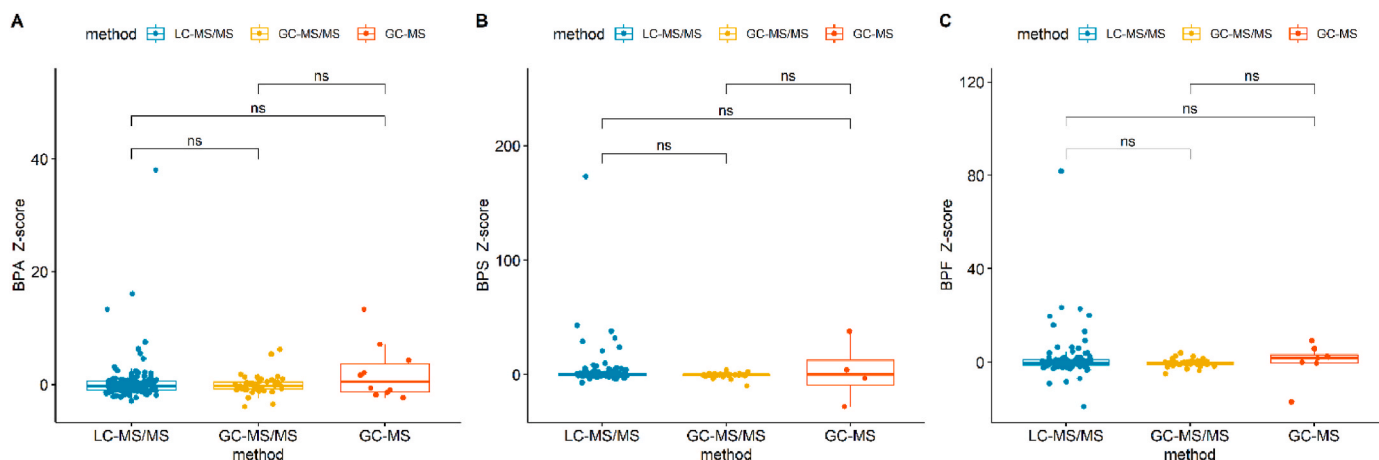 A
method LC-MS/MS GC-MS/MS GC-MS
ns
ns
ns
40
20
0
BPA Z-score
LC-MS/MS GC-MS/MS GC-MS
method
B
method LC-MS/MS GC-MS/MS GC-MS
ns
ns
ns
200
100
0
BPS Z-score
LC-MS/MS GC-MS/MS GC-MS
method
C
method LC-MS/MS GC-MS/MS GC-MS
ns
ns
ns
120
80
40
0
BPF Z-score
LC-MS/MS GC-MS/MS GC-MS
method